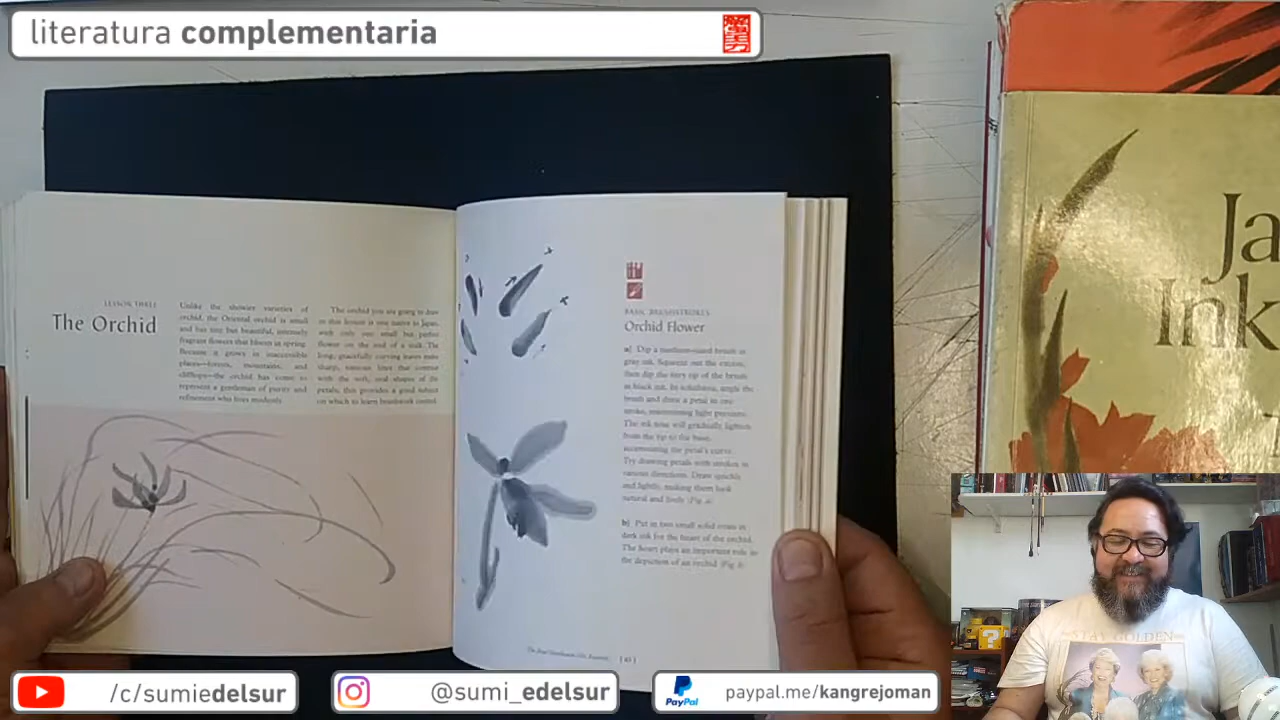 literatura complementaria
LESSON THREE
The Orchid
Unlike the showier varieties of
orchid, the Oriental orchid is small
and has tiny but beautiful, intensely
fragrant flowers that bloom in spring.
Because it grows in inaccessible
places—forests, mountains, and
clifftops—the orchid has come to
represent a gentleman of purity and
refinement who lives modestly.
The orchid you are going to draw
in this lesson is one native to Japan,
with only one small but perfect
flower on the end of a stalk. The
long, gracefully curving leaves
sharp, sinuous lines that contrast
with the soft, oval shapes of the
petals; this provides a good subject
on which to learn brushwork control.
BASIC BRUSHSTROKES
Orchid Flower
a) Dip a medium-sized brush in
gray ink. Squeeze out the excess,
then dip the very tip of the brush
in black ink. angle the
brush and draw a petal in one
stroke, maintaining light pressure.
The ink tone will gradually lighten
from the tip to the base,
accentuating the petal's curve.
Try drawing petals with strokes in
various directions. Draw quickly
and lightly, making them look
natural and lively (Fig. a).
b) Put in two small solid ovals in
dark ink for the heart of the orchid.
The heart plays an important role in
the depiction of an orchid (Fig. b).
[ 43 ]
Ja
Ink
STAY GOLDEN
/c/sumiedelsur
@sumi_edelsur
PayPal
paypal.me/kangrejoman